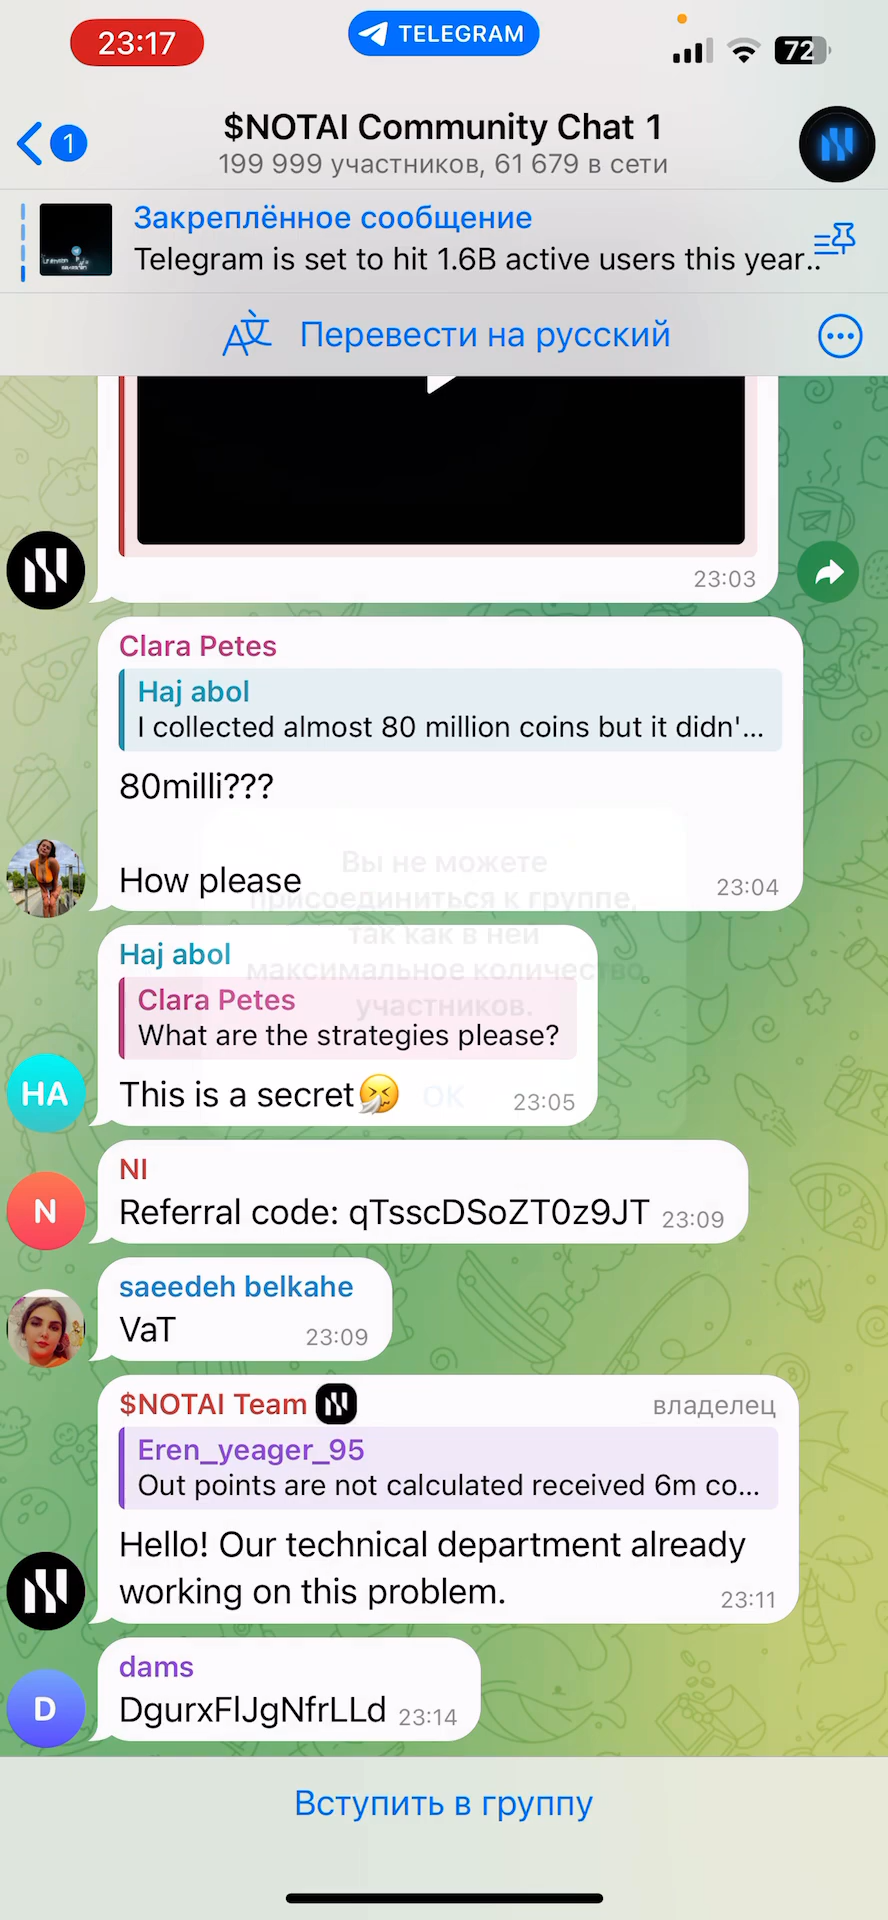 23:17
TELEGRAM
72
1
$NOTAI Community Chat 1
199 999 участников, 61 679 в сети
Закреплённое сообщение
Telegram is set to hit 1.6B active users this year..
Перевести на русский
23:03
Clara Petes
Haj abol
I collected almost 80 million coins but it didn'...
80milli???
How please
23:04
Вы не можете
присоединиться к группе,
так как в ней
максимальное количество
участников.
OK
Haj abol
Clara Petes
What are the strategies please?
HA
This is a secret🤧
23:05
NI
N
Referral code: qTsscDSoZT0z9JT
23:09
saeedeh belkahe
VaT
23:09
$NOTAI Team
владелец
Eren_yeager_95
Out points are not calculated received 6m co...
Hello! Our technical department already
working on this problem.
23:11
dams
D
DgurxFlJgNfrLLd
23:14
Вступить в группу